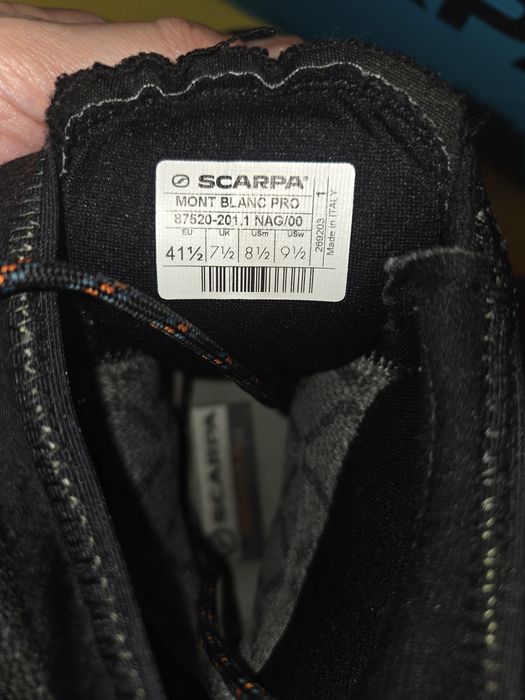 SCARPA®
MONT BLANC PRO
87520-201.1 NAG/00
EU UK USm USw
41½ 7½ 8½ 9½
269203 1
Made in ITALY
SCARPA